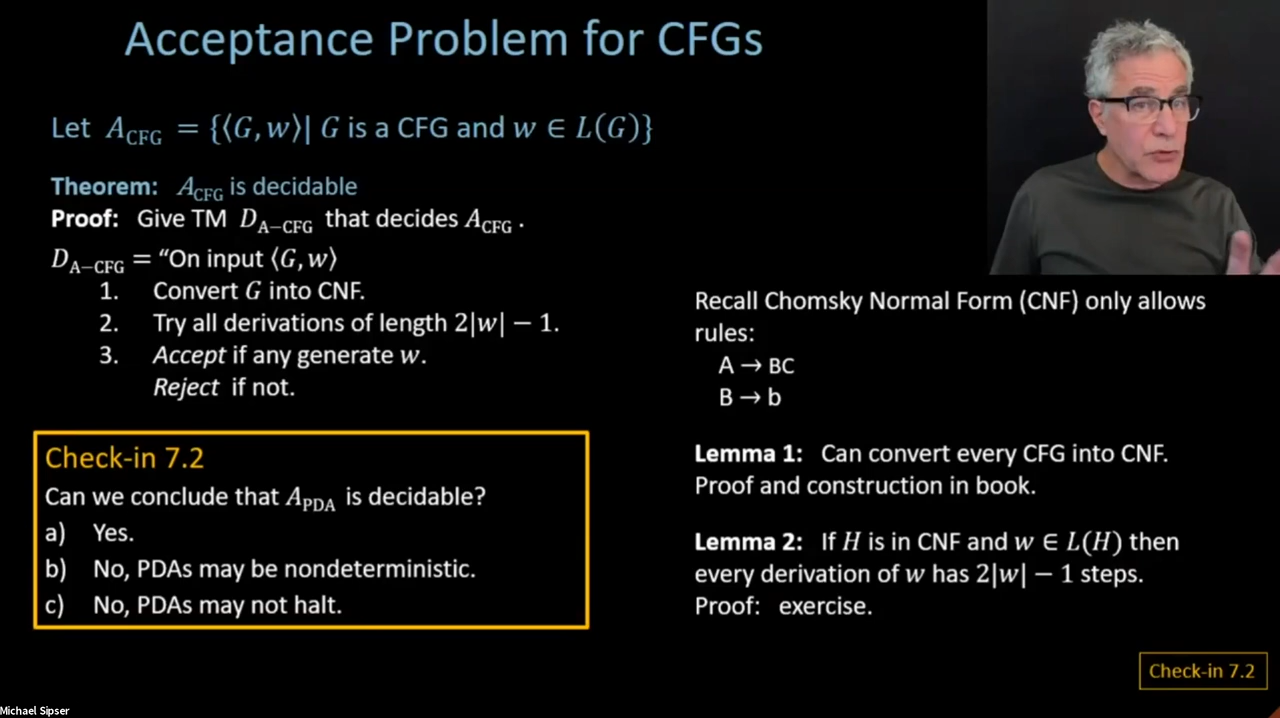 Acceptance Problem for CFGs
Let A_CFG = {⟨G, w⟩| G is a CFG and w ∈ L(G)}
Theorem: A_CFG is decidable
Proof: Give TM D_A−CFG that decides A_CFG .
D_A−CFG = “On input ⟨G, w⟩
1. Convert G into CNF.
2. Try all derivations of length 2|w| − 1.
3. Accept if any generate w.
Reject if not.
Recall Chomsky Normal Form (CNF) only allows
rules:
A → BC
B → b
Lemma 1: Can convert every CFG into CNF.
Proof and construction in book.
Lemma 2: If H is in CNF and w ∈ L(H) then
every derivation of w has 2|w| − 1 steps.
Proof: exercise.
Check-in 7.2
Can we conclude that A_PDA is decidable?
a) Yes.
b) No, PDAs may be nondeterministic.
c) No, PDAs may not halt.
Check-in 7.2
Michael Sipser